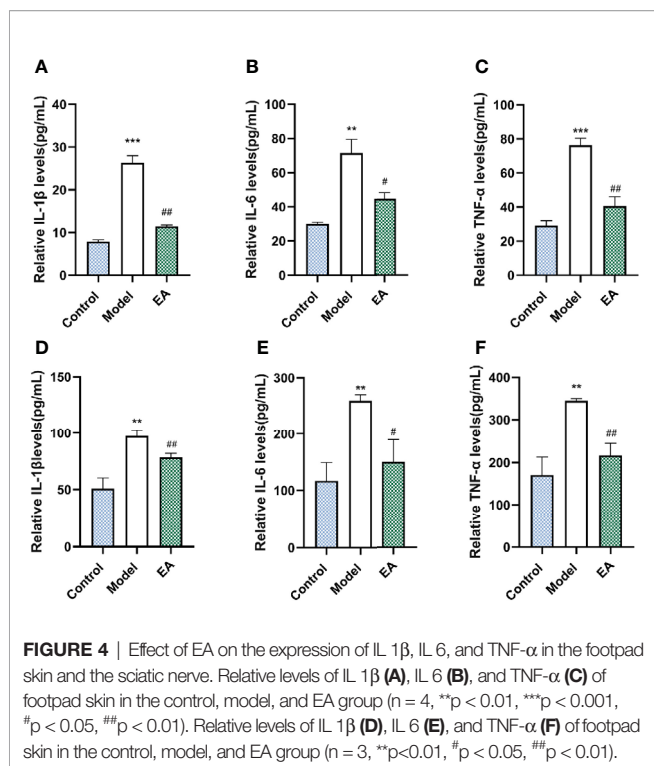 A
B
C
Relative IL-1β levels(pg/mL)
40
30
20
10
0
***
##
Control
Model
EA
Relative IL-6 levels(pg/mL)
100
80
60
40
20
0
**
#
Control
Model
EA
Relative TNF-α levels(pg/mL)
100
80
60
40
20
0
***
##
Control
Model
EA
D
E
F
Relative IL-1βlevels(pg/mL)
150
100
50
0
**
##
Control
Model
EA
Relative IL-6 levels(pg/mL)
300
200
100
0
**
#
Control
Model
EA
Relative TNF-α levels(pg/mL)
400
300
200
100
0
**
##
Control
Model
EA
FIGURE 4 | Effect of EA on the expression of IL 1β, IL 6, and TNF-α in the footpad
skin and the sciatic nerve. Relative levels of IL 1β (A), IL 6 (B), and TNF-α (C) of
footpad skin in the control, model, and EA group (n = 4, **p < 0.01, ***p < 0.001,
#p < 0.05, ##p < 0.01). Relative levels of IL 1β (D), IL 6 (E), and TNF-α (F) of footpad
skin in the control, model, and EA group (n = 3, **p<0.01, #p < 0.05, ##p < 0.01).